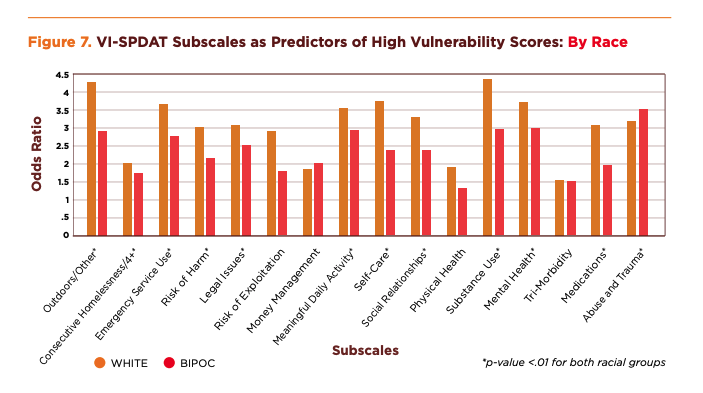 Figure 7. VI-SPDAT Subscales as Predictors of High Vulnerability Scores: By Race
4.5
4
3.5
3
2.5
2
1.5
1
.5
0
Odds Ratio
Outdoors/Other*
Consecutive Homelessness/4+*
Emergency Service Use*
Risk of Harm*
Legal Issues*
Risk of Exploitation
Money Management
Meaningful Daily Activity*
Self-Care*
Social Relationships*
Physical Health
Substance Use*
Mental Health*
Tri-Morbidity
Medications*
Abuse and Trauma*
Subscales
WHITE
BIPOC
*p-value <.01 for both racial groups